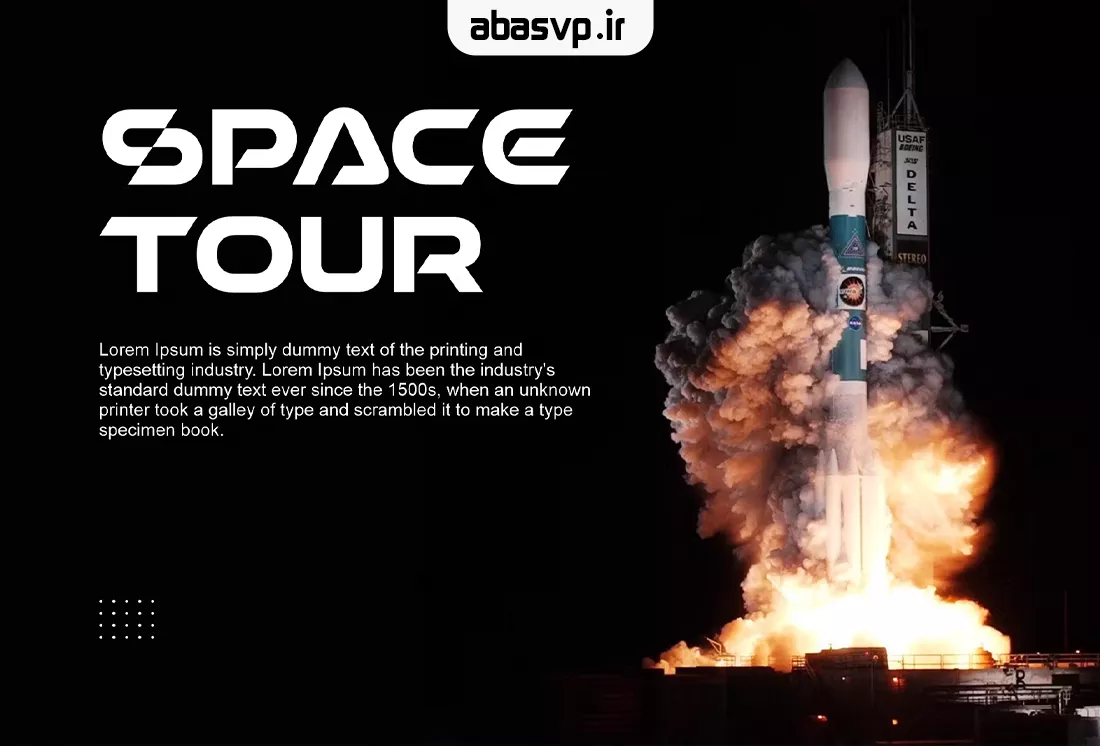 abasvp.ir
SPACE
TOUR
USAF
BOEING
DELTA
STEREO
NASA
Lorem Ipsum is simply dummy text of the printing and
typesetting industry. Lorem Ipsum has been the industry's
standard dummy text ever since the 1500s, when an unknown
printer took a galley of type and scrambled it to make a type
specimen book.